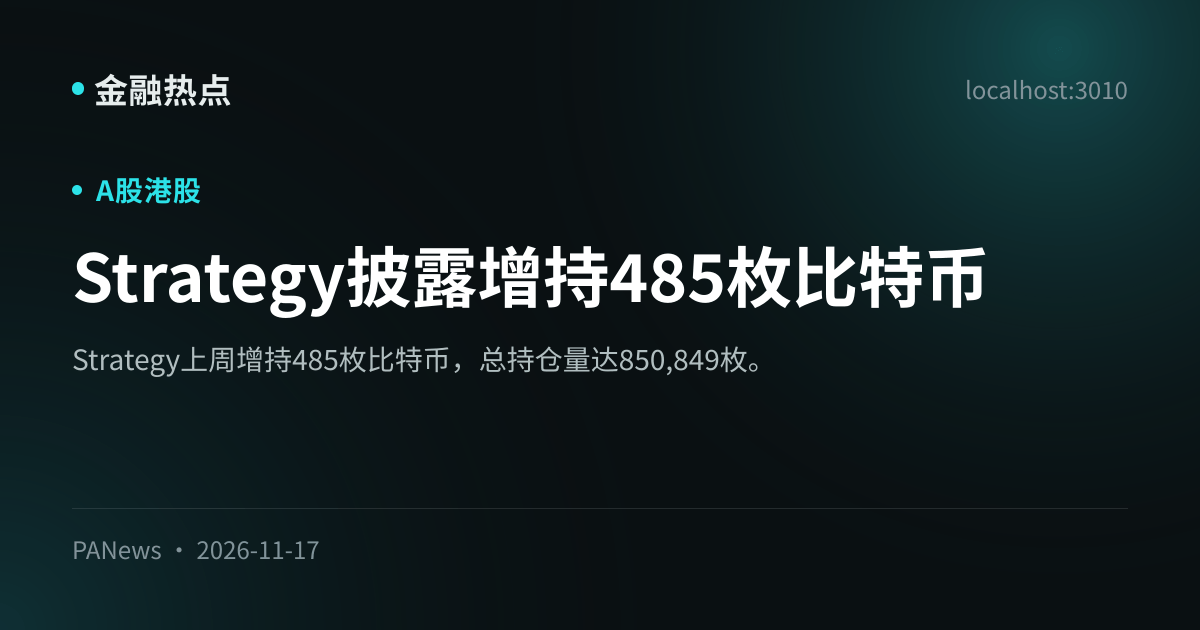 金融热点
localhost:3010
A股港股
Strategy披露增持485枚比特币
Strategy上周增持485枚比特币，总持仓量达850,849枚。
PANews • 2026-11-17